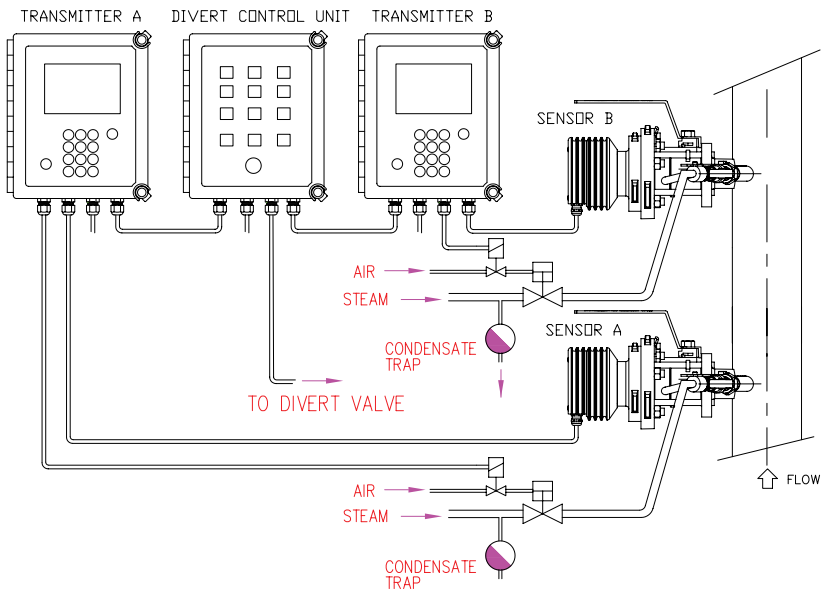 TRANSMITTER A
DIVERT CONTROL UNIT
TRANSMITTER B
SENSOR B
AIR
STEAM
SENSOR A
CONDENSATE
TRAP
TO DIVERT VALVE
FLOW
AIR
STEAM
CONDENSATE
TRAP